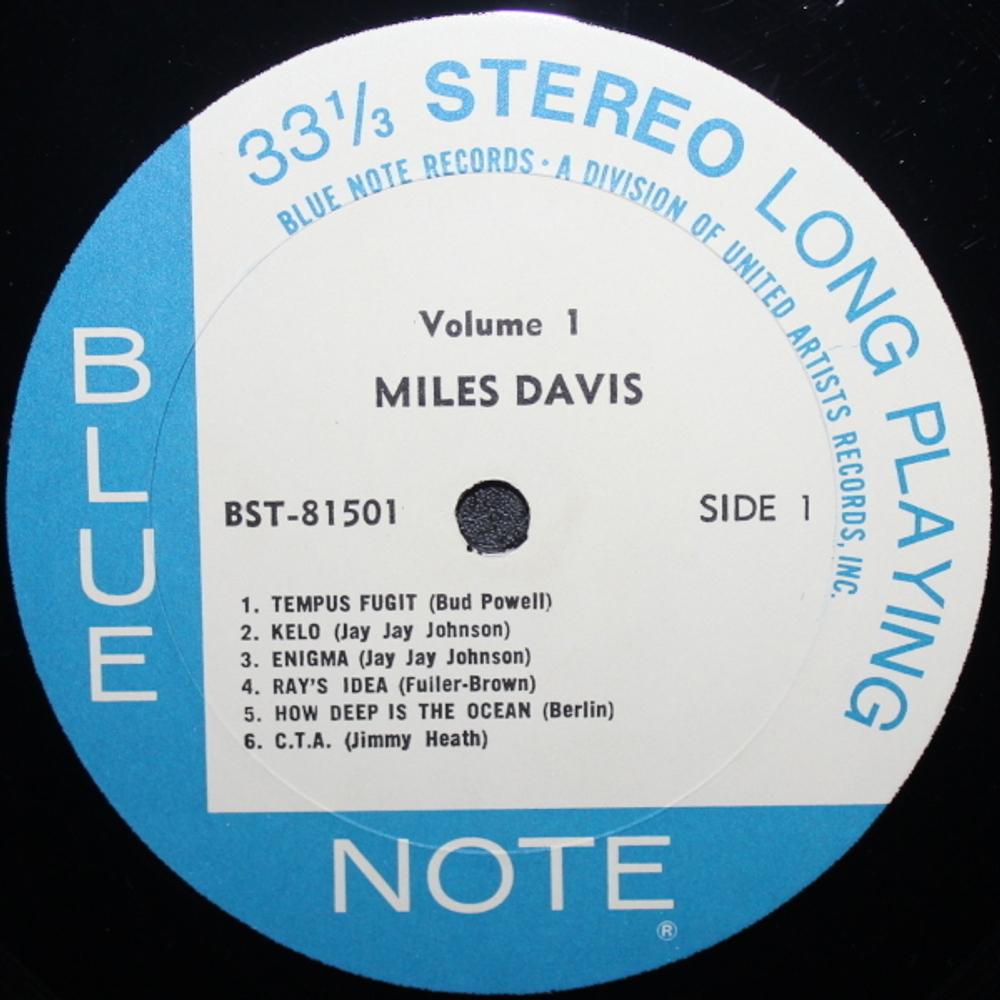 33⅓ STEREO LONG PLAYING
BLUE NOTE RECORDS · A DIVISION OF UNITED ARTISTS RECORDS, INC.
Volume 1
MILES DAVIS
BST-81501
SIDE 1
1. TEMPUS FUGIT (Bud Powell)
2. KELO (Jay Jay Johnson)
3. ENIGMA (Jay Jay Johnson)
4. RAY'S IDEA (Fuller-Brown)
5. HOW DEEP IS THE OCEAN (Berlin)
6. C.T.A. (Jimmy Heath)
BLUE
NOTE
®